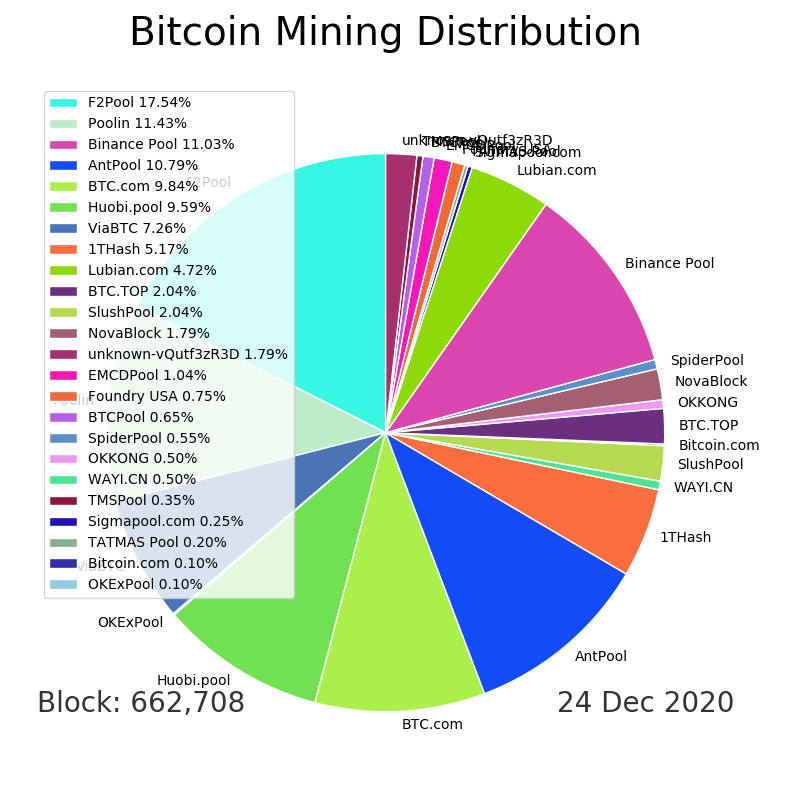 Bitcoin Mining Distribution
F2Pool 17.54%
Poolin 11.43%
Binance Pool 11.03%
AntPool 10.79%
BTC.com 9.84%
Huobi.pool 9.59%
ViaBTC 7.26%
1THash 5.17%
Lubian.com 4.72%
BTC.TOP 2.04%
SlushPool 2.04%
NovaBlock 1.79%
unknown-vQutf3zR3D 1.79%
EMCDPool 1.04%
Foundry USA 0.75%
BTCPool 0.65%
SpiderPool 0.55%
OKKONG 0.50%
WAYI.CN 0.50%
TMSPool 0.35%
Sigmapool.com 0.25%
TATMAS Pool 0.20%
Bitcoin.com 0.10%
OKExPool 0.10%
F2Pool
Poolin
ViaBTC
OKExPool
Huobi.pool
BTC.com
AntPool
1THash
WAYI.CN
SlushPool
Bitcoin.com
BTC.TOP
OKKONG
NovaBlock
SpiderPool
Binance Pool
Lubian.com
Sigmapool.com
unknown-vQutf3zR3D
Block: 662,708
24 Dec 2020